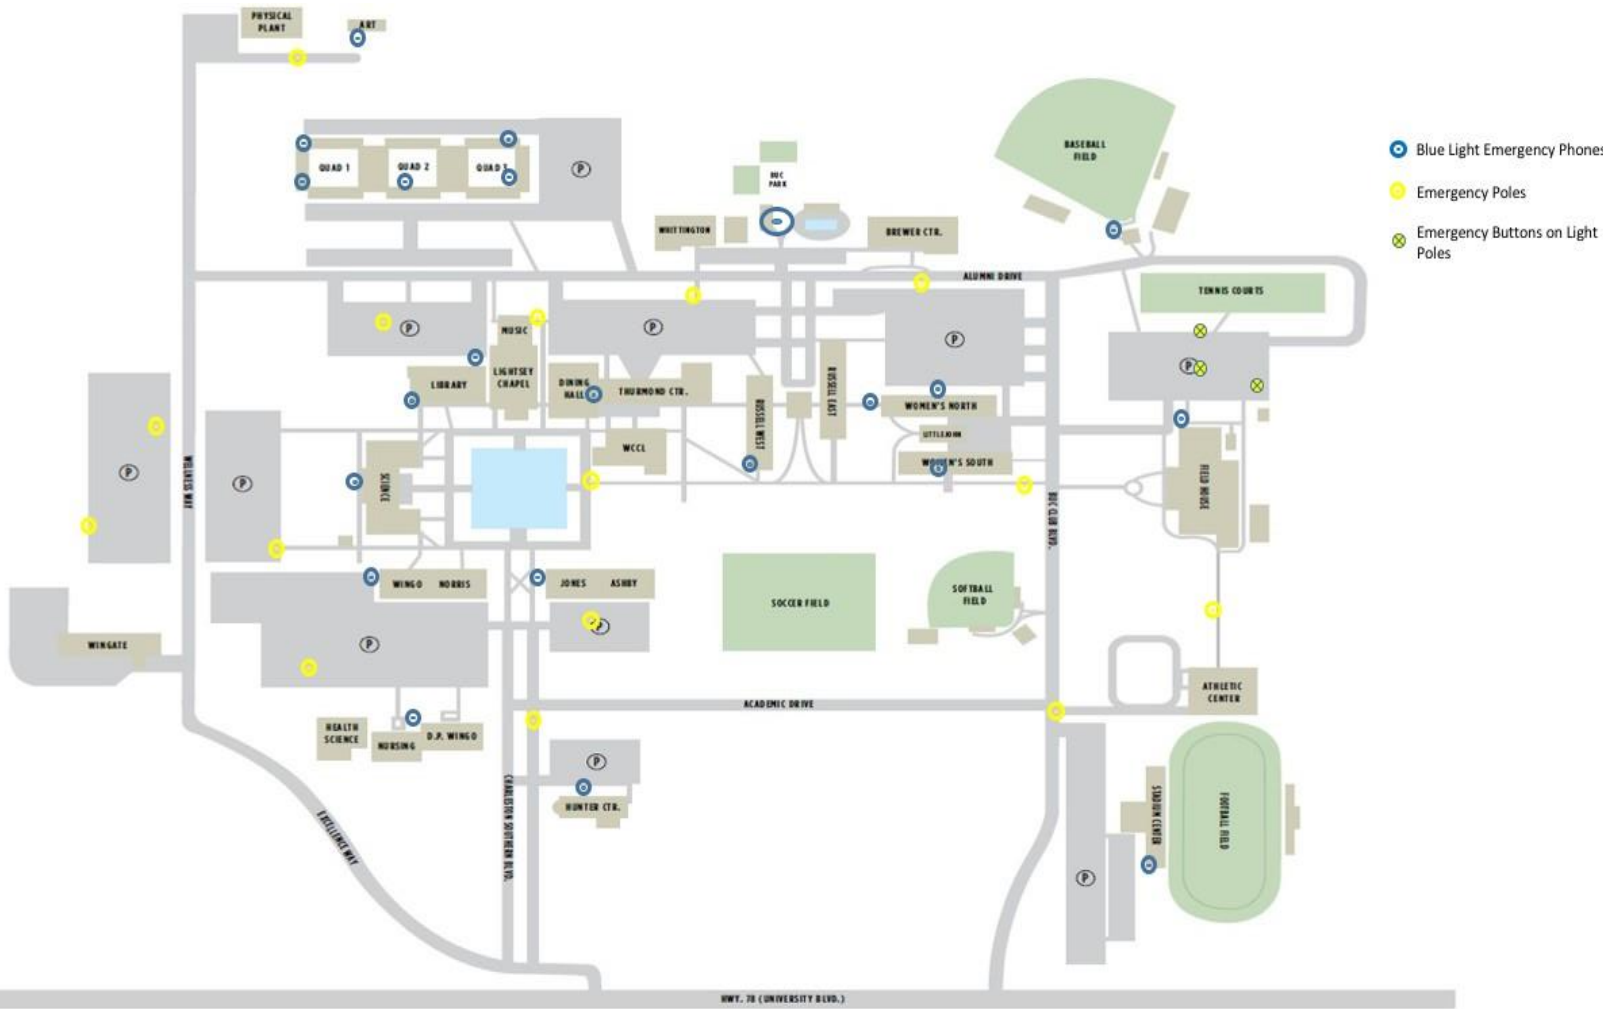 PHYSICAL
PLANT
ART
QUAD 1
QUAD 2
QUAD 3
P
BUC
PARK
BASEBALL
FIELD
Blue Light Emergency Phones
Emergency Poles
Emergency Buttons on Light
Poles
WHITTINGTON
BREWER CTR.
ALUMNI DRIVE
TENNIS COURTS
P
MUSIC
P
P
P
LIBRARY
LIGHTSEY
CHAPEL
DINING
HALL
THURMOND CTR.
RUSSELL WEST
RUSSELL EAST
WOMEN'S NORTH
LITTLEJOHN
WOMEN'S SOUTH
WCCL
P
WELLNESS WAY
P
SCIENCE
FIELD HOUSE
BUC CLUB BLVD.
WINGO
NORRIS
JONES
ASHBY
SOCCER FIELD
SOFTBALL
FIELD
P
WINGATE
P
ATHLETIC
CENTER
ACADEMIC DRIVE
HEALTH
SCIENCE
NURSING
D.P. WINGO
P
HUNTER CTR.
CHARLESTON SOUTHERN BLVD.
EXCELLENCE WAY
STADIUM CENTER
FOOTBALL FIELD
P
HWY. 78 (UNIVERSITY BLVD.)